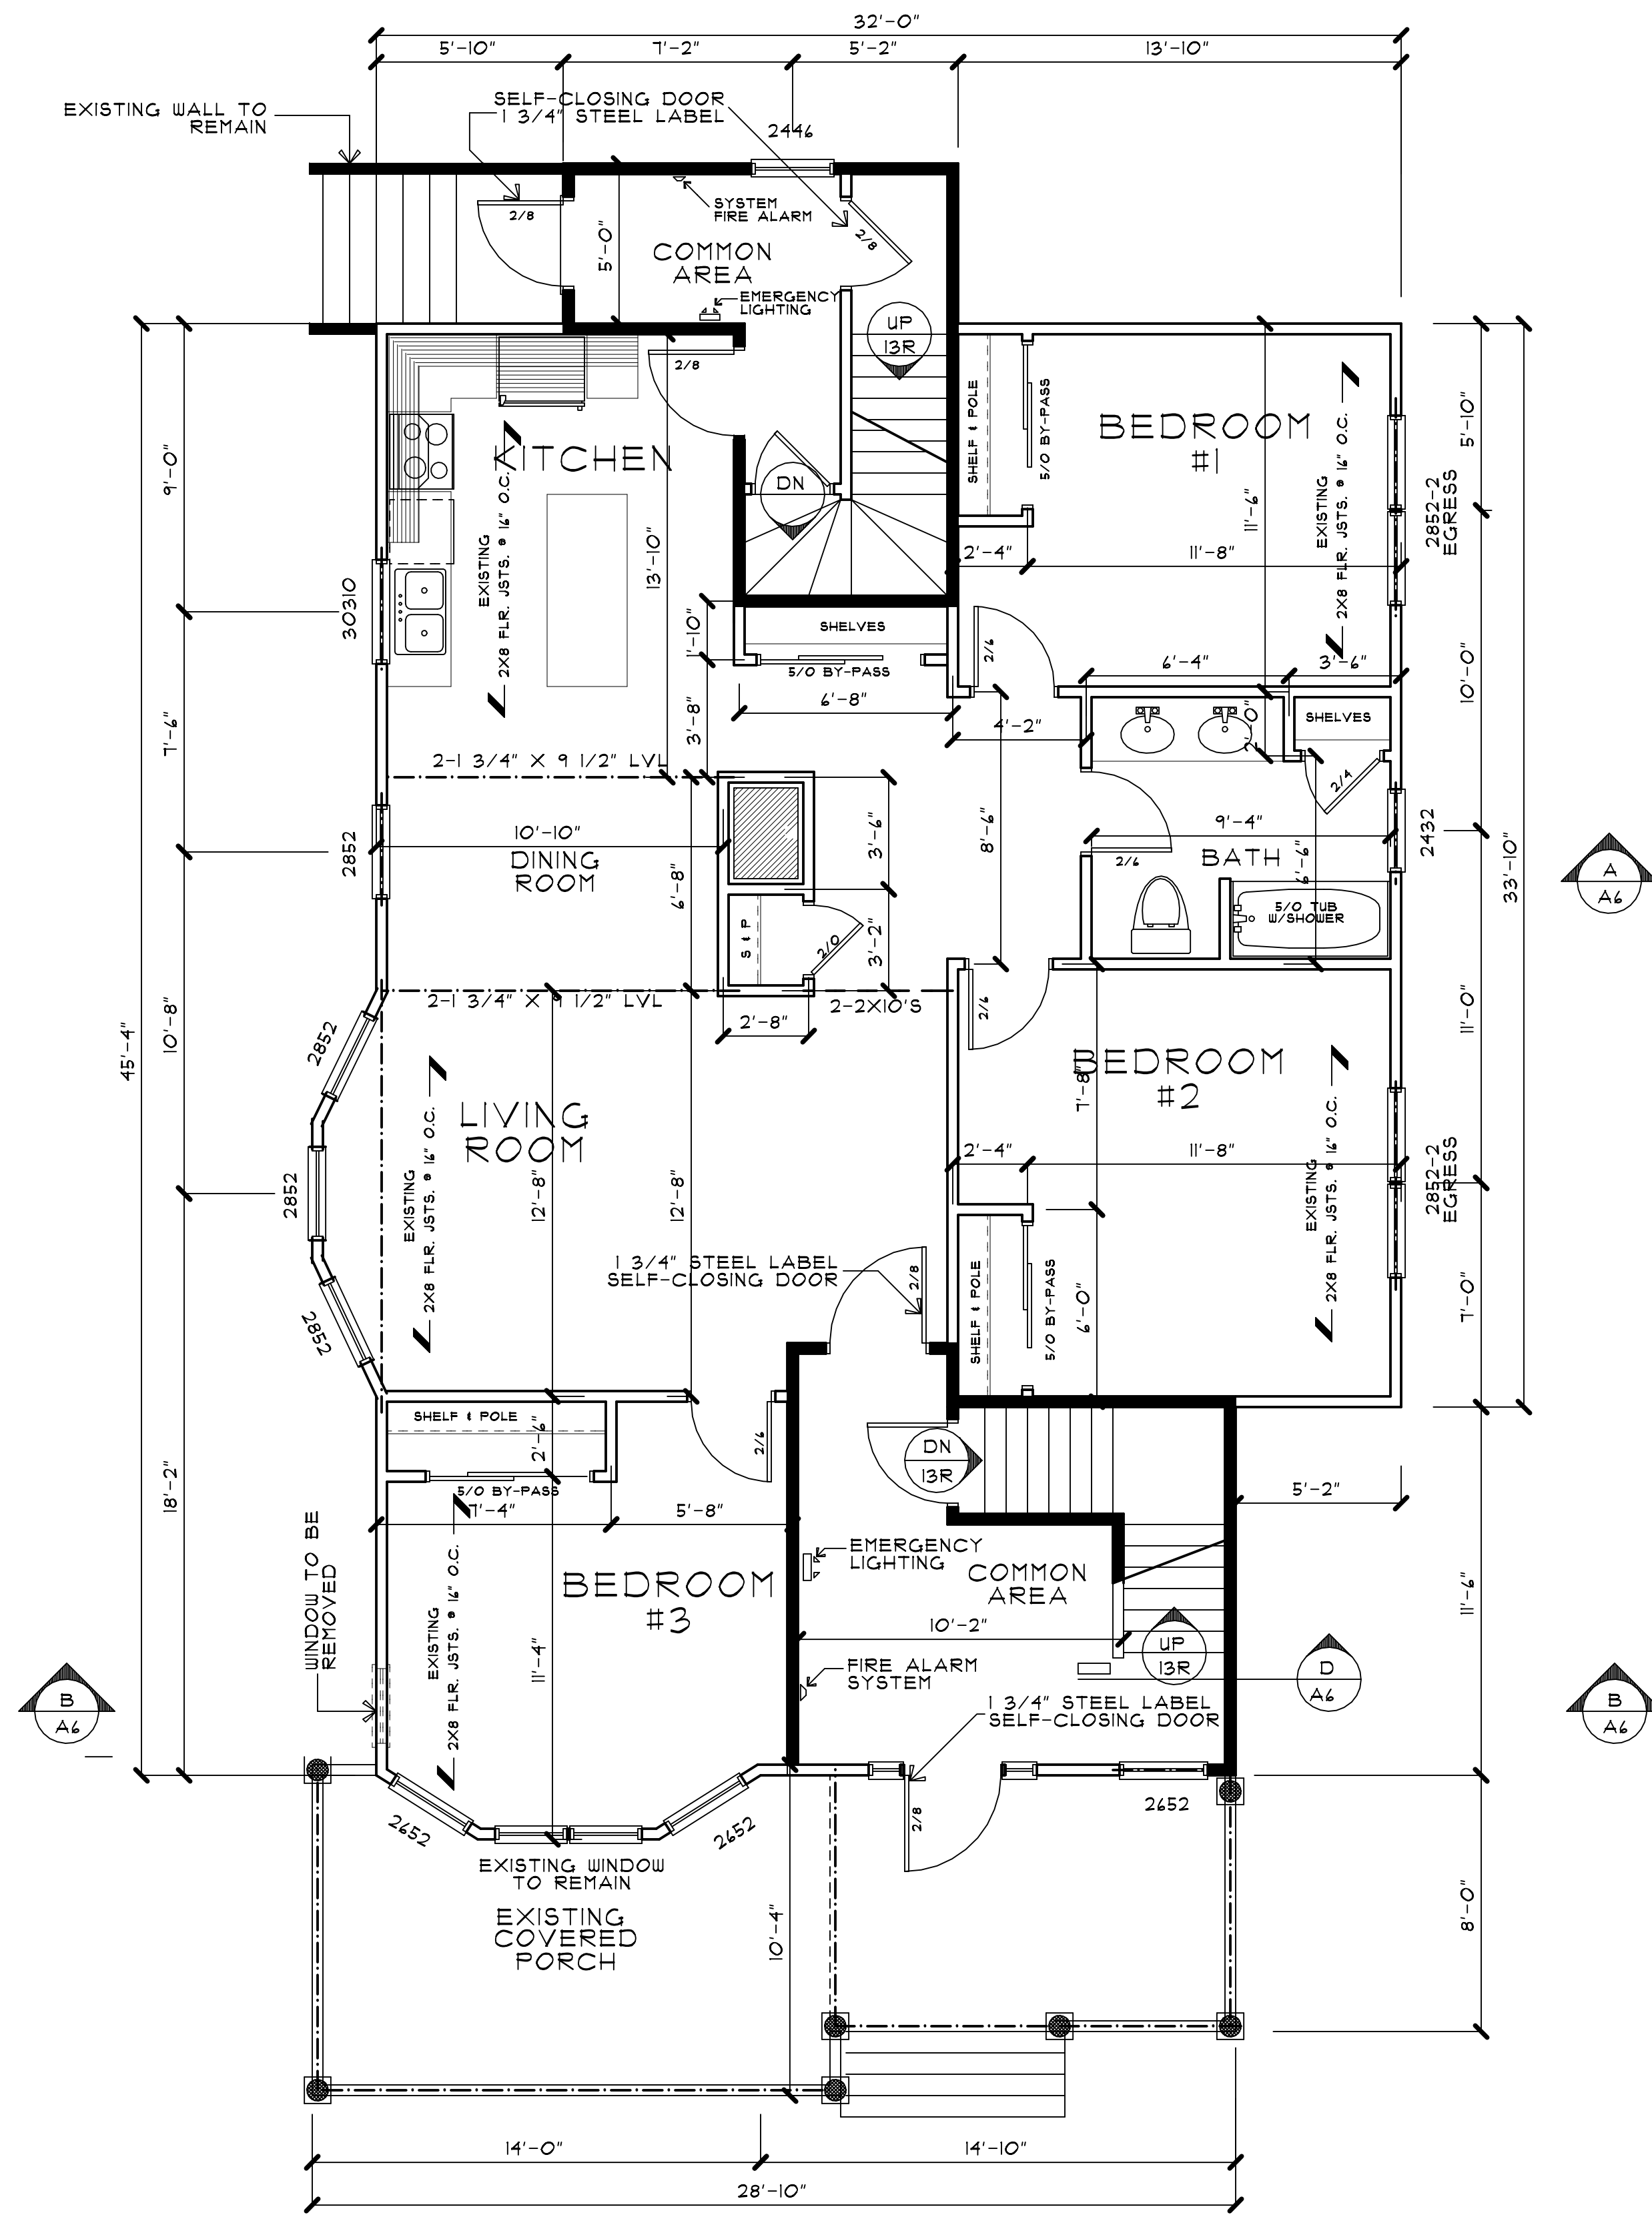 32'-0"
5'-10"
7'-2"
5'-2"
13'-10"
EXISTING WALL TO
REMAIN
SELF-CLOSING DOOR
1 3/4" STEEL LABEL
2446
2/8
SYSTEM
FIRE ALARM
2/8
5'-0"
COMMON
AREA
EMERGENCY
LIGHTING
UP
13R
2/8
KITCHEN
DN
SHELF & POLE
5/0 BY-PASS
BEDROOM
#1
11'-6"
EXISTING
2X8 FLR. JSTS. @ 16" O.C.
5'-10"
2852-2
EGRESS
9'-0"
30310
EXISTING
2X8 FLR. JSTS. @ 16" O.C.
13'-10"
2'-4"
11'-8"
1'-10"
SHELVES
5/0 BY-PASS
6'-8"
3'-8"
2/6
6'-4"
3'-6"
10'-0"
4'-2"
2'-0"
SHELVES
2/4
7'-6"
2-1 3/4" X 9 1/2" LVL
2852
10'-10"
DINING
ROOM
6'-8"
3'-6"
8'-6"
9'-4"
2/6
BATH
6'-6"
2432
33'-10"
A
A6
5/0 TUB
W/SHOWER
S & P
2/0
3'-2"
2-1 3/4" X 9 1/2" LVL
2-2X10'S
2'-8"
2/6
11'-0"
10'-8"
45'-4"
2852
LIVING
ROOM
BEDROOM
#2
7'-8"
2852
EXISTING
2X8 FLR. JSTS. @ 16" O.C.
12'-8"
12'-8"
2'-4"
11'-8"
EXISTING
2X8 FLR. JSTS. @ 16" O.C.
2852-2
EGRESS
2852
1 3/4" STEEL LABEL
SELF-CLOSING DOOR
2/8
SHELF & POLE
5/0 BY-PASS
6'-0"
7'-0"
SHELF & POLE
2'-6"
2/6
5/0 BY-PASS
7'-4"
5'-8"
DN
13R
5'-2"
18'-2"
WINDOW TO BE
REMOVED
EXISTING
2X8 FLR. JSTS. @ 16" O.C.
BEDROOM
#3
11'-4"
EMERGENCY
LIGHTING
COMMON
AREA
10'-2"
UP
13R
11'-6"
FIRE ALARM
SYSTEM
D
A6
B
A6
B
A6
1 3/4" STEEL LABEL
SELF-CLOSING DOOR
2652
2652
2/8
2652
EXISTING WINDOW
TO REMAIN
EXISTING
COVERED
PORCH
10'-4"
8'-0"
14'-0"
14'-10"
28'-10"